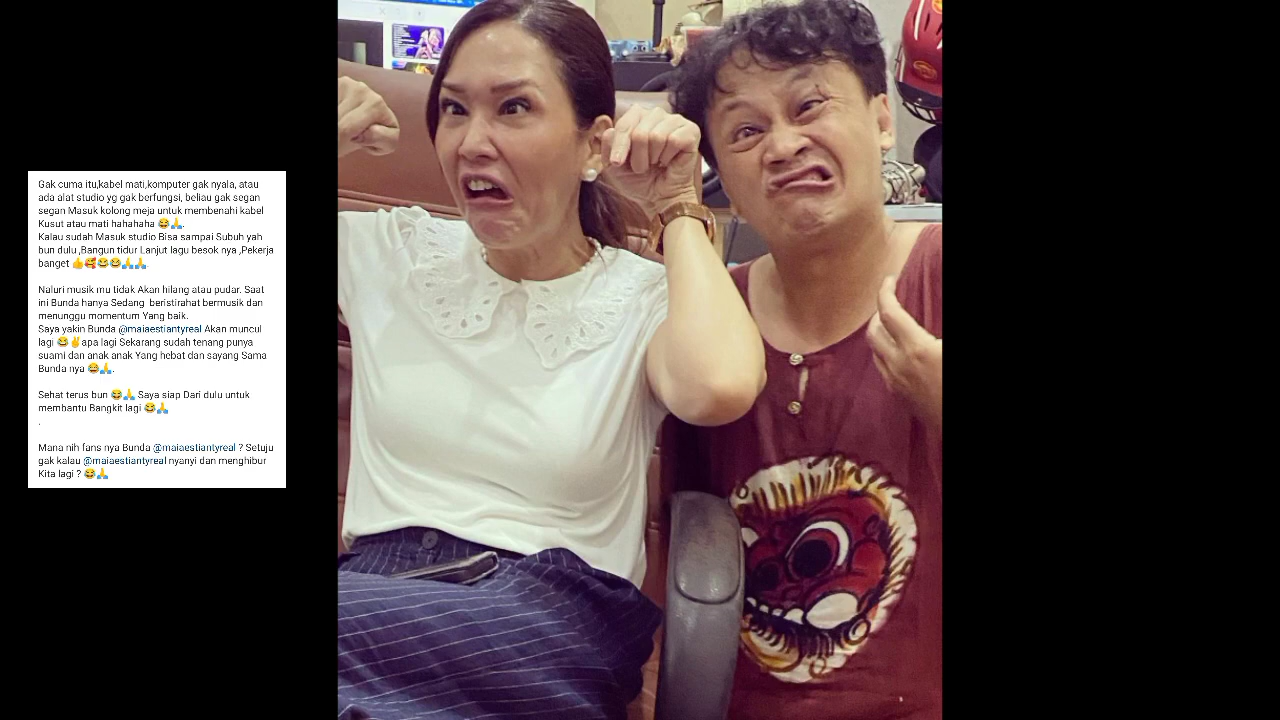 Gak cuma itu,kabel mati,komputer gak nyala, atau
ada alat studio yg gak berfungsi, beliau gak segan
segan Masuk kolong meja untuk membenahi kabel
Kusut atau mati hahahaha 😂🙏.
Kalau sudah Masuk studio Bisa sampai Subuh yah
bun dulu ,Bangun tidur Lanjut lagu besok nya ,Pekerja
banget 👍🥰😂😂🙏🙏.

Naluri musik mu tidak Akan hilang atau pudar. Saat
ini Bunda hanya Sedang beristirahat bermusik dan
menunggu momentum Yang baik.
Saya yakin Bunda @maiaestiantyreal Akan muncul
lagi 😂✌️apa lagi Sekarang sudah tenang punya
suami dan anak anak Yang hebat dan sayang Sama
Bunda nya 😂🙏.

Sehat terus bun 😂🙏 Saya siap Dari dulu untuk
membantu Bangkit lagi 😂🙏
.

Mana nih fans nya Bunda @maiaestiantyreal ? Setuju
gak kalau @maiaestiantyreal nyanyi dan menghibur
Kita lagi ? 😂🙏